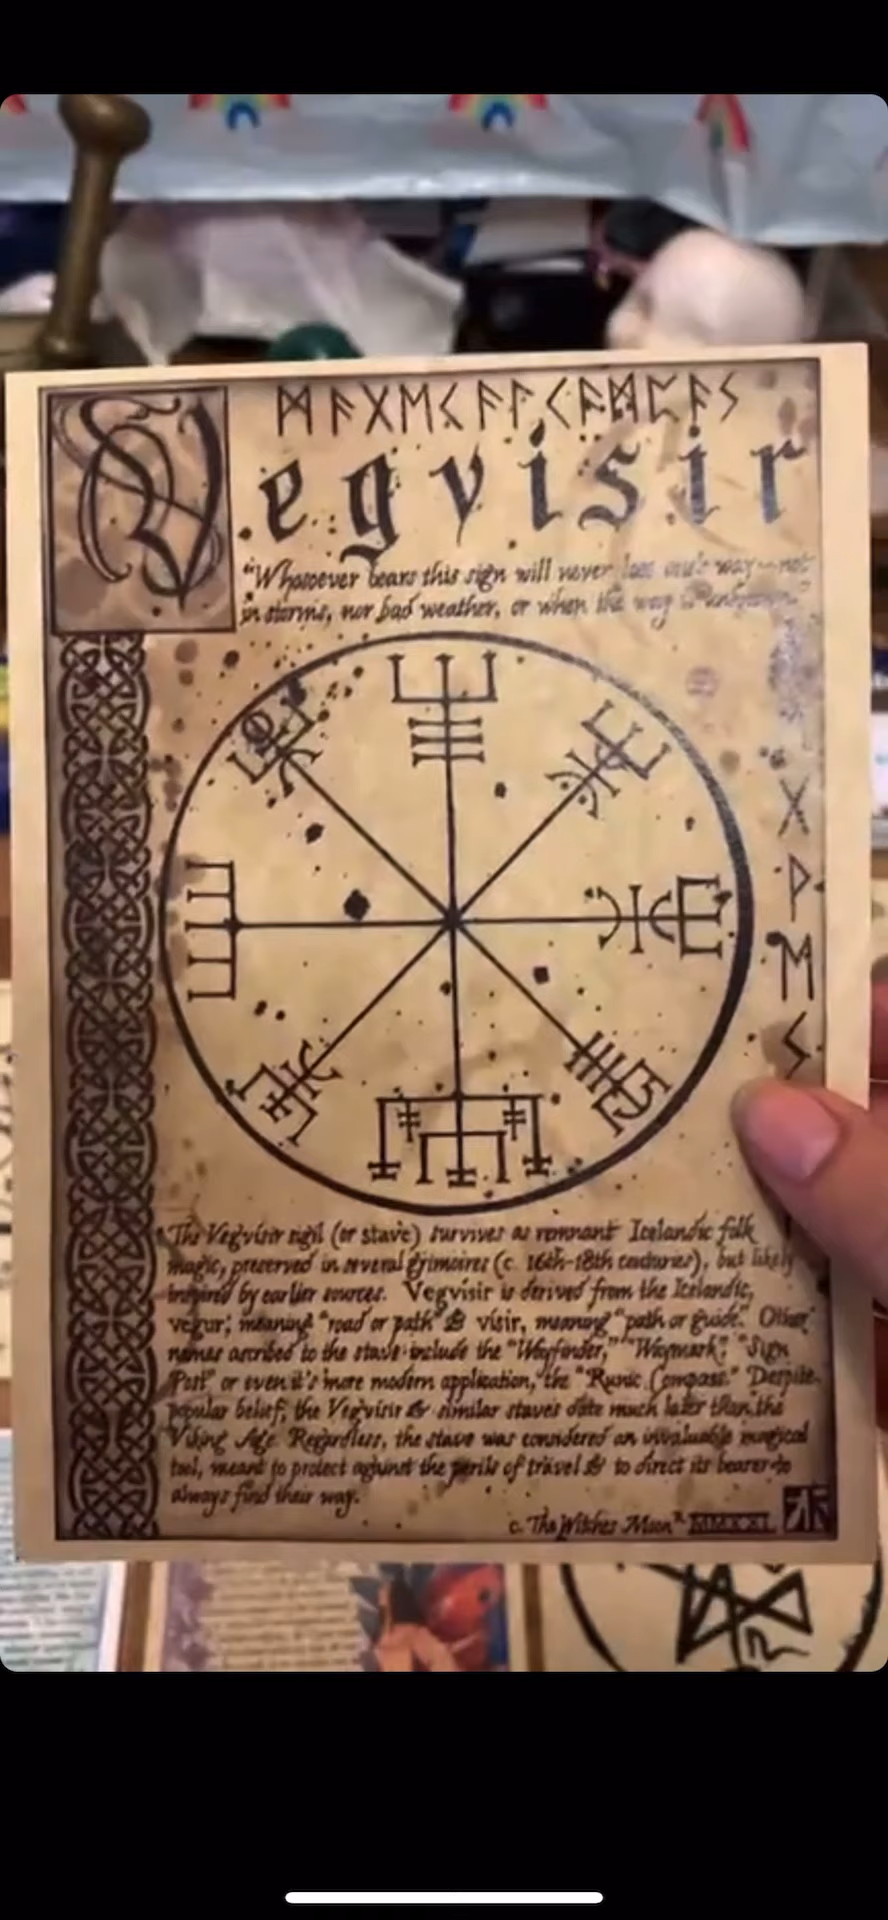 ᛗᚨᚷᛖᚲᚨᛚᚲᚨᛗᛈᚨᛊ
Vegvisir
"Whosoever bears this sign will never lose one's way — not
in storms, nor bad weather, or when the way is unknown."
ᚷ
ᚹ
ᛖ
ᛊ
The Vegvisir sigil (or stave) survives as remnant Icelandic folk
magic, preserved in several grimoires (c. 16th-18th centuries), but likely
inspired by earlier sources. Vegvisir is derived from the Icelandic,
vegur; meaning "road or path" & visir, meaning "path or guide." Other
names ascribed to the stave include the "Wayfinder," "Waymark", "Sign
Post" or even it's more modern application, the "Runic Compass." Despite
popular belief, the Vegvisir & similar staves date much later than the
Viking Age. Regardless, the stave was considered an invaluable magical
tool, meant to protect against the perils of travel & to direct its bearer to
always find their way.
c. The Witches Moon MMXXI